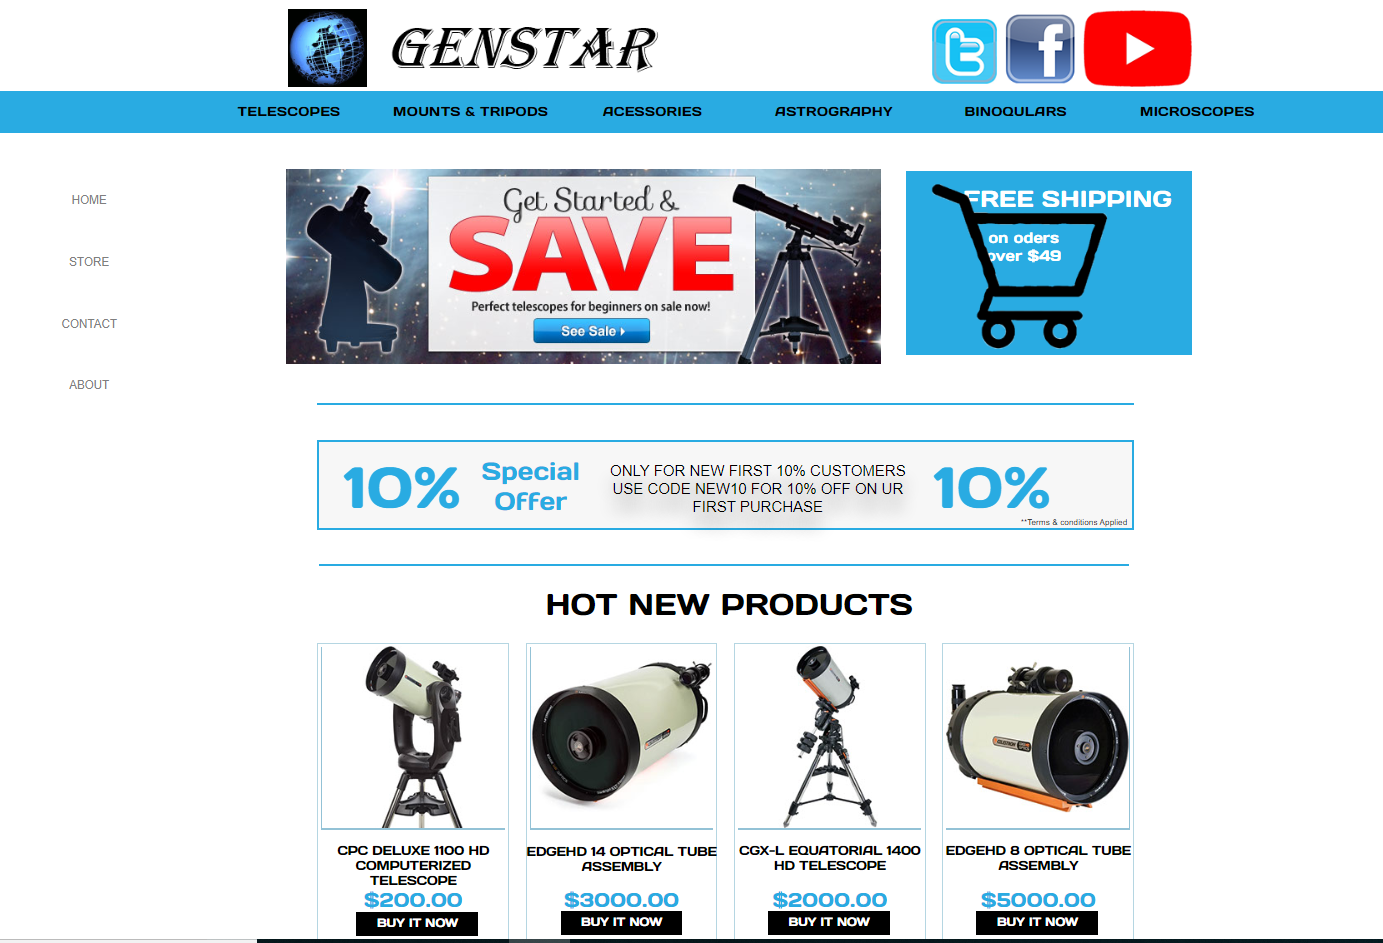 GENSTAR
TELESCOPES MOUNTS & TRIPODS ACESSORIES ASTROGRAPHY BINOQULARS MICROSCOPES
HOME
STORE
CONTACT
ABOUT
Get Started &
SAVE
Perfect telescopes for beginners on sale now!
See Sale
FREE SHIPPING
on oders
over $49
10%
Special
Offer
ONLY FOR NEW FIRST 10% CUSTOMERS
USE CODE NEW10 FOR 10% OFF ON UR
FIRST PURCHASE
10%
**Terms & conditions Applied
HOT NEW PRODUCTS
CPC DELUXE 1100 HD
COMPUTERIZED
TELESCOPE
$200.00
BUY IT NOW
EDGEHD 14 OPTICAL TUBE
ASSEMBLY
$3000.00
BUY IT NOW
CGX-L EQUATORIAL 1400
HD TELESCOPE
$2000.00
BUY IT NOW
EDGEHD 8 OPTICAL TUBE
ASSEMBLY
$5000.00
BUY IT NOW